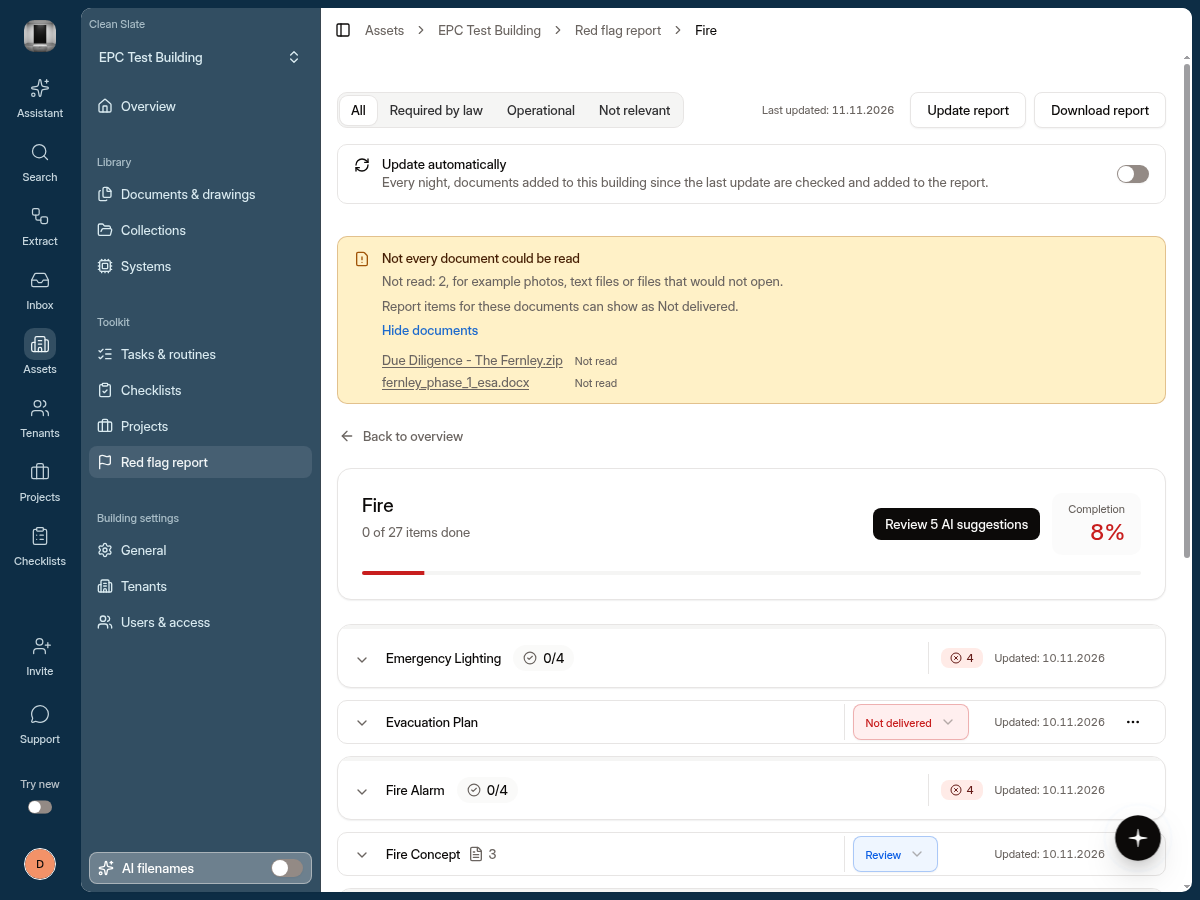 Assistant
Search
Extract
Inbox
Assets
Tenants
Projects
Checklists
Invite
Support
Try new
D
Clean Slate
EPC Test Building
Overview
Library
Documents & drawings
Collections
Systems
Toolkit
Tasks & routines
Checklists
Projects
Red flag report
Building settings
General
Tenants
Users & access
AI filenames
Assets > EPC Test Building > Red flag report > Fire
All Required by law Operational Not relevant
Last updated: 11.11.2026 Update report Download report
Update automatically
Every night, documents added to this building since the last update are checked and added to the report.
Not every document could be read
Not read: 2, for example photos, text files or files that would not open.
Report items for these documents can show as Not delivered.
Hide documents
Due Diligence - The Fernley.zip Not read
fernley_phase_1_esa.docx Not read
Back to overview
Fire
0 of 27 items done
Review 5 AI suggestions
Completion
8%
Emergency Lighting 0/4 4 Updated: 10.11.2026
Evacuation Plan Not delivered Updated: 10.11.2026
Fire Alarm 0/4 4 Updated: 10.11.2026
Fire Concept 3 Review Updated: 10.11.2026